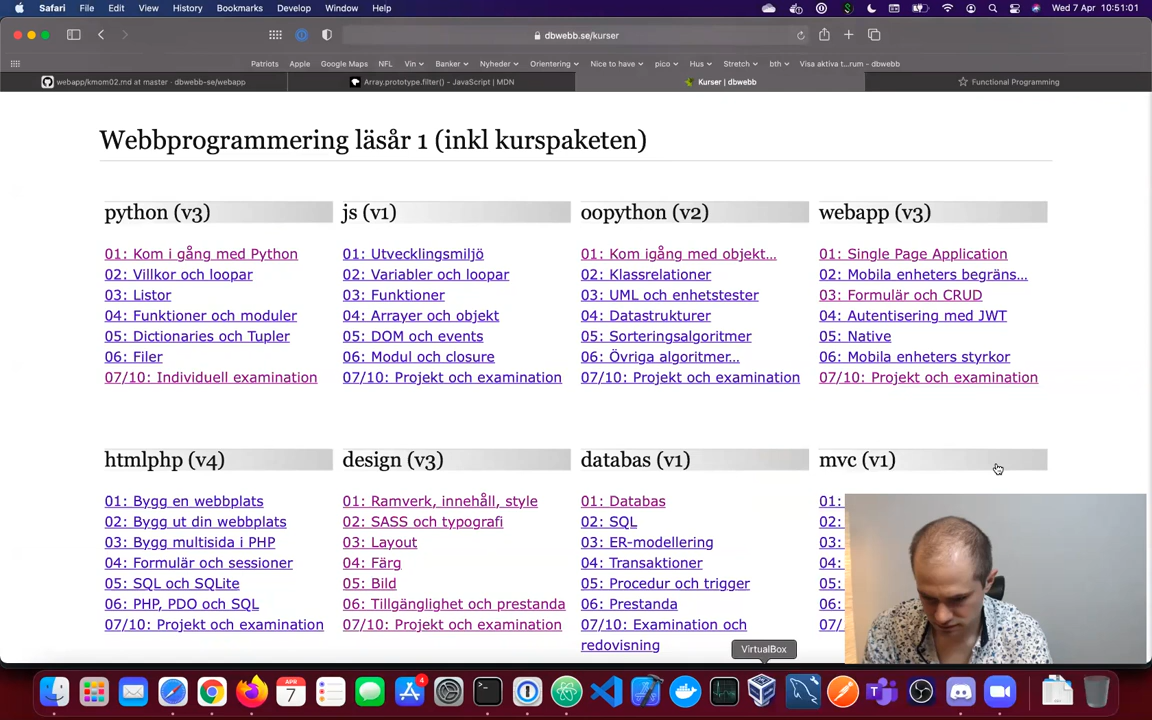 Safari File Edit View History Bookmarks Develop Window Help
Wed 7 Apr 10:51:01
dbwebb.se/kurser
Patriots Apple Google Maps NFL Vin Banker Nyheder Orientering Nice to have pico Hus Stretch bth Visa aktiva t...rum - dbwebb
webapp/kmom02.md at master · dbwebb-se/webapp
Array.prototype.filter() - JavaScript | MDN
Kurser | dbwebb
Functional Programming
Webbprogrammering läsår 1 (inkl kurspaketen)
python (v3)
01: Kom i gång med Python
02: Villkor och loopar
03: Listor
04: Funktioner och moduler
05: Dictionaries och Tupler
06: Filer
07/10: Individuell examination
js (v1)
01: Utvecklingsmiljö
02: Variabler och loopar
03: Funktioner
04: Arrayer och objekt
05: DOM och events
06: Modul och closure
07/10: Projekt och examination
oopython (v2)
01: Kom igång med objekt...
02: Klassrelationer
03: UML och enhetstester
04: Datastrukturer
05: Sorteringsalgoritmer
06: Övriga algoritmer...
07/10: Projekt och examination
webapp (v3)
01: Single Page Application
02: Mobila enheters begräns...
03: Formulär och CRUD
04: Autentisering med JWT
05: Native
06: Mobila enheters styrkor
07/10: Projekt och examination
htmlphp (v4)
01: Bygg en webbplats
02: Bygg ut din webbplats
03: Bygg multisida i PHP
04: Formulär och sessioner
05: SQL och SQLite
06: PHP, PDO och SQL
07/10: Projekt och examination
design (v3)
01: Ramverk, innehåll, style
02: SASS och typografi
03: Layout
04: Färg
05: Bild
06: Tillgänglighet och prestanda
07/10: Projekt och examination
databas (v1)
01: Databas
02: SQL
03: ER-modellering
04: Transaktioner
05: Procedur och trigger
06: Prestanda
07/10: Examination och
redovisning
mvc (v1)
01:
02:
03:
04:
05:
06:
07/
VirtualBox
7
4